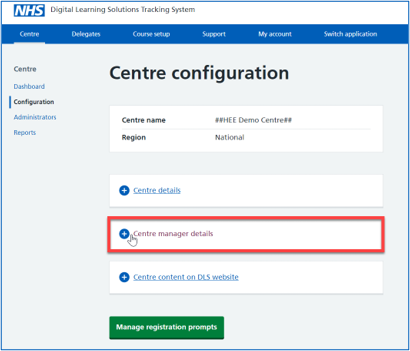 NHS Digital Learning Solutions Tracking System
Centre Delegates Course setup Support My account Switch application
Centre
Dashboard
Configuration
Administrators
Reports
Centre configuration
Centre name ##HEE Demo Centre##
Region National
Centre details
Centre manager details
Centre content on DLS website
Manage registration prompts